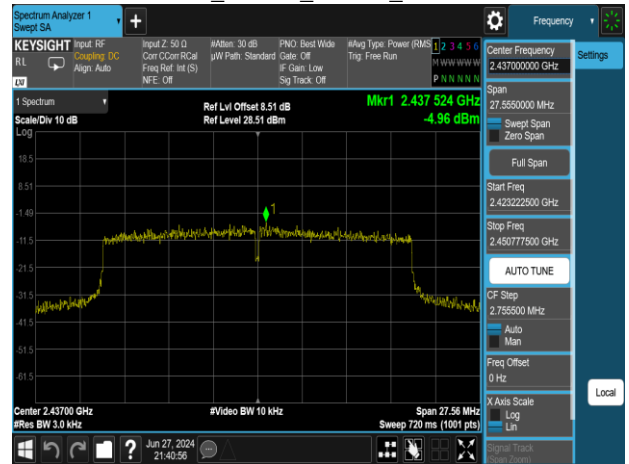 Spectrum Analyzer 1
Swept SA
Frequency
KEYSIGHT
Input: RF
Coupling: DC
Align: Auto
Input Z: 50 Ω
Corr CCorr RCal
Freq Ref: Int (S)
NFE: Off
#Atten: 30 dB
µW Path: Standard
PNO: Best Wide
Gate: Off
IF Gain: Low
Sig Track: Off
#Avg Type: Power (RMS
Trig: Free Run
1 2 3 4 5 6
M W W W W W
P N N N N N
RL
LXI
1 Spectrum
Scale/Div 10 dB
Log
Ref Lvl Offset 8.51 dB
Ref Level 28.51 dBm
Mkr1 2.437 524 GHz
-4.96 dBm
18.5
8.51
-1.49
-11.5
-21.5
-31.5
-41.5
-51.5
-61.5
1
Center 2.43700 GHz
#Res BW 3.0 kHz
#Video BW 10 kHz
Span 27.56 MHz
Sweep 720 ms (1001 pts)
Center Frequency
2.437000000 GHz
Settings
Span
27.5550000 MHz
Swept Span
Zero Span
Full Span
Start Freq
2.423222500 GHz
Stop Freq
2.450777500 GHz
AUTO TUNE
CF Step
2.755500 MHz
Auto
Man
Freq Offset
0 Hz
X Axis Scale
Log
Lin
Local
Signal Track
(Span Zoom)
Jun 27, 2024
21:40:56